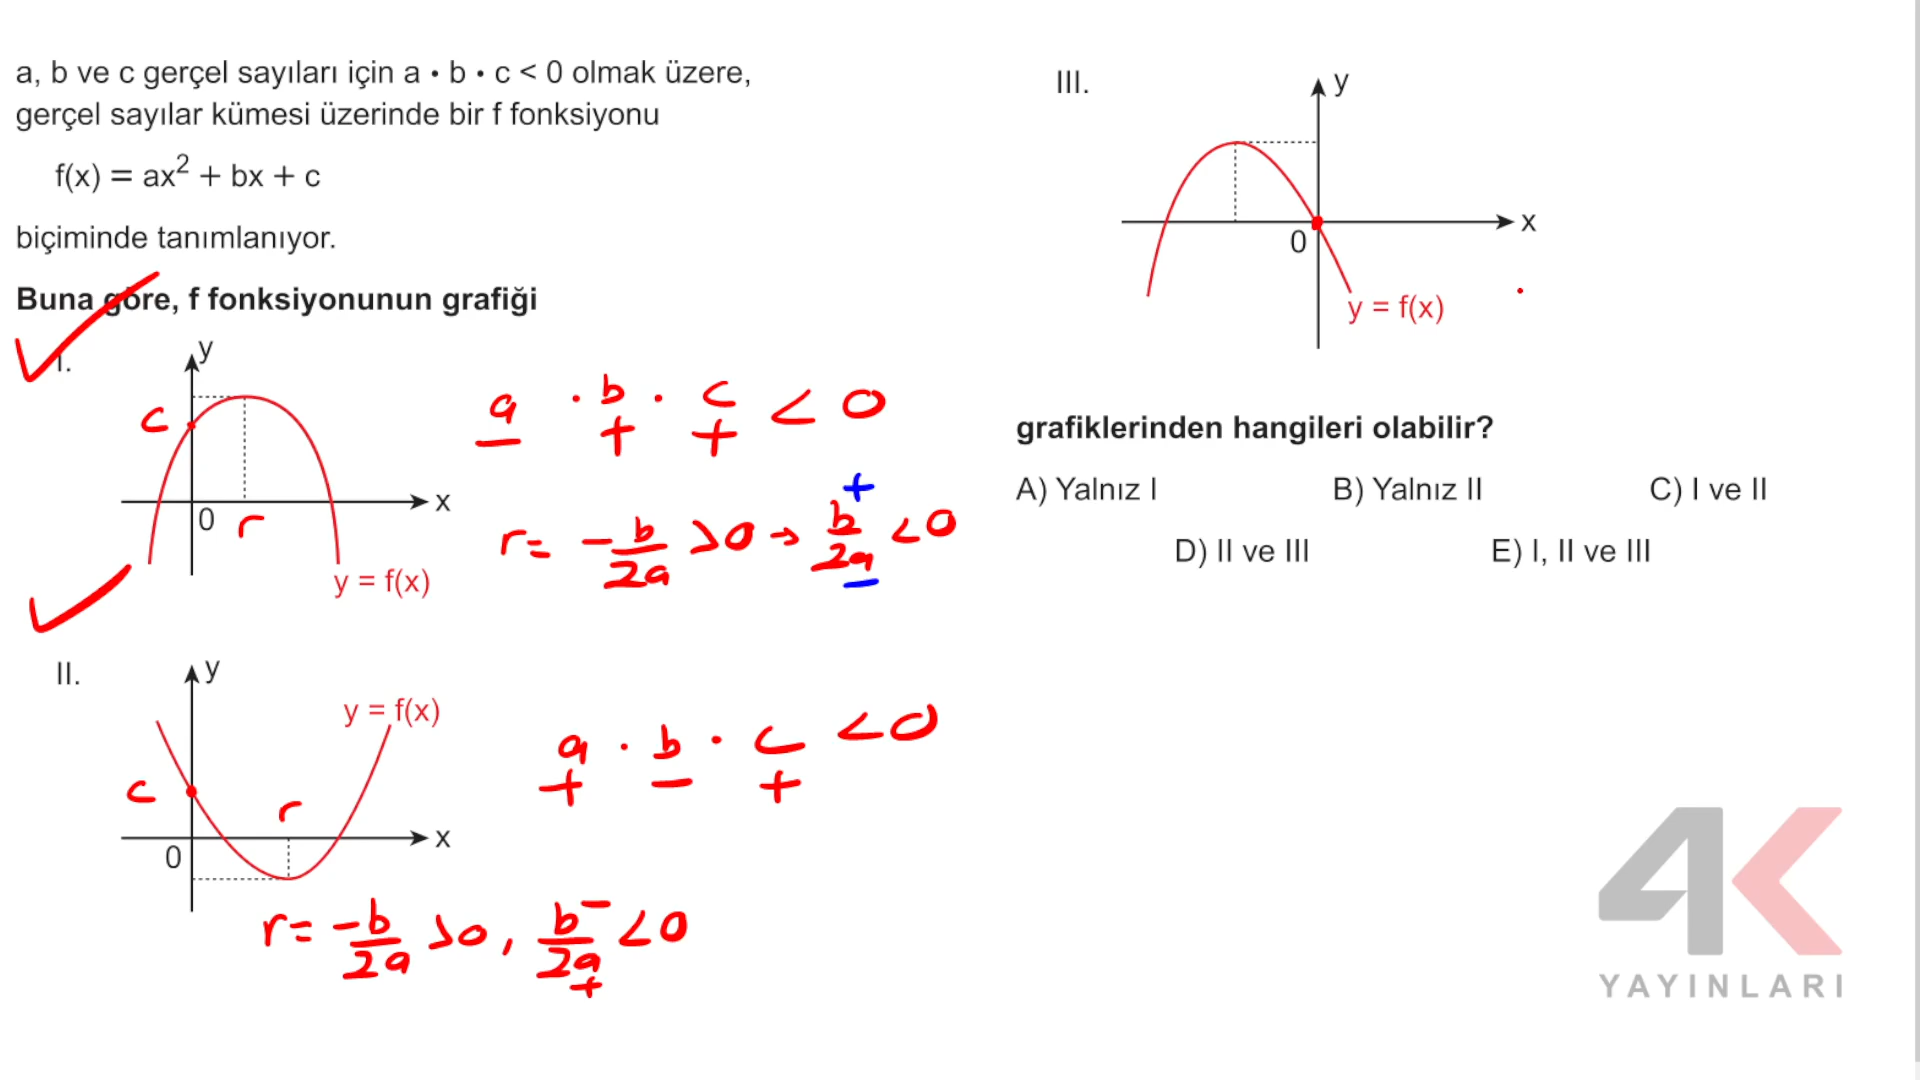 a, b ve c gerçel sayıları için a • b • c < 0 olmak üzere,
gerçel sayılar kümesi üzerinde bir f fonksiyonu
f(x) = ax² + bx + c
biçiminde tanımlanıyor.
Buna göre, f fonksiyonunun grafiği
I.
y
c
0
r
x
y = f(x)
a · b · c < 0
− + +
r = -b/2a > 0 → b/2a < 0
+
−
II.
y
y = f(x)
c
r
0
x
a · b · c < 0
+ − +
r = -b/2a > 0, b/2a < 0
−
+
III.
y
x
0
y = f(x)
grafiklerinden hangileri olabilir?
A) Yalnız I B) Yalnız II C) I ve II
D) II ve III E) I, II ve III
4K
YAYINLARI